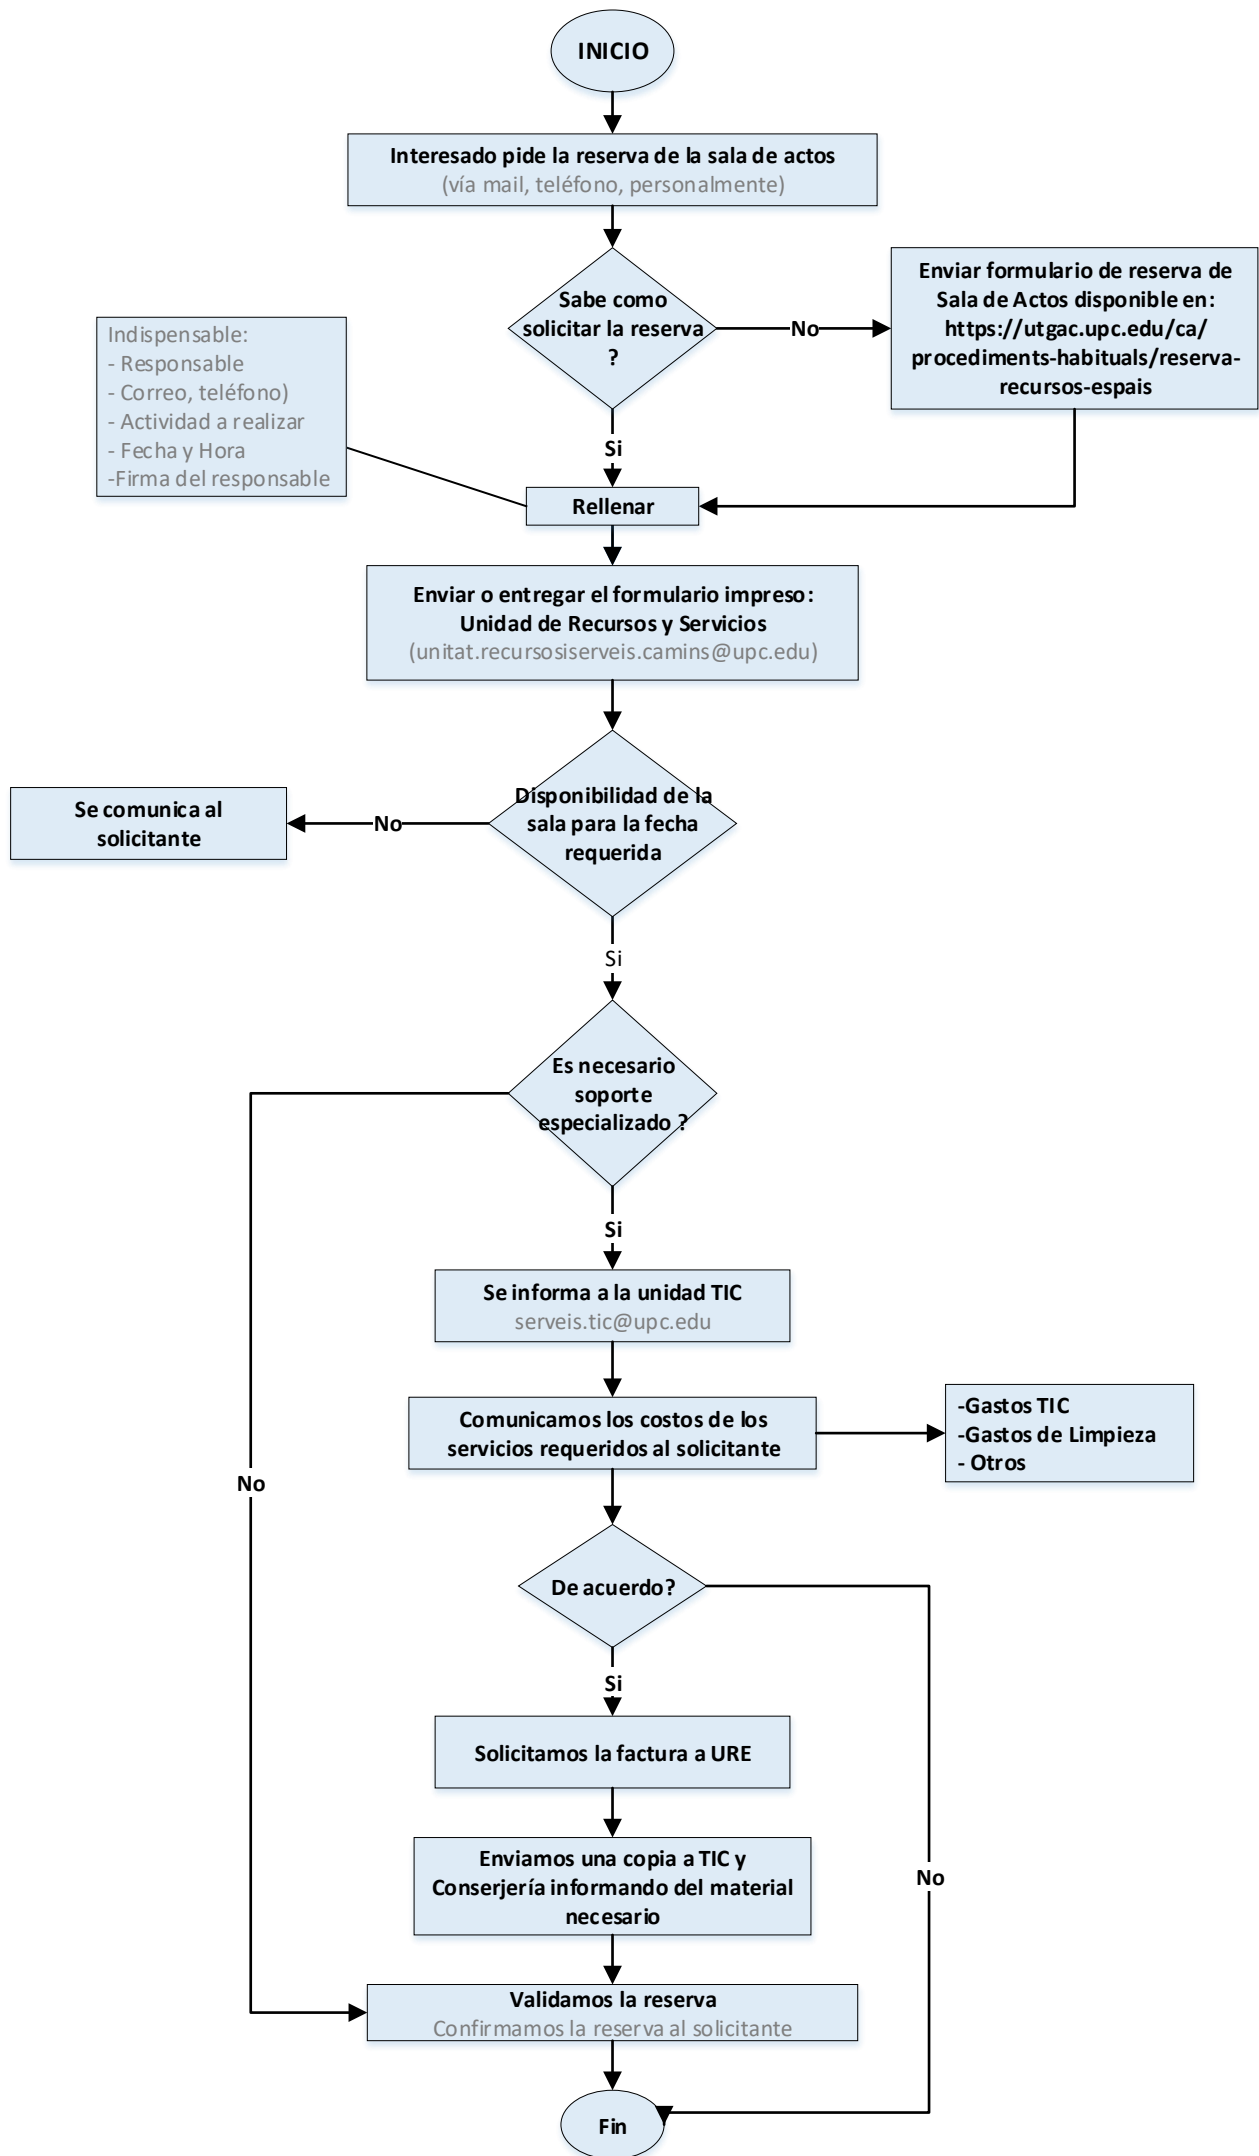 INICIO
Interesado pide la reserva de la sala de actos
(vía mail, teléfono, personalmente)
Sabe como
solicitar la reserva
?
No
Enviar formulario de reserva de
Sala de Actos disponible en:
https://utgac.upc.edu/ca/
procediments-habituals/reserva-
recursos-espais
Indispensable:
- Responsable
- Correo, teléfono)
- Actividad a realizar
- Fecha y Hora
-Firma del responsable
Si
Rellenar
Enviar o entregar el formulario impreso:
Unidad de Recursos y Servicios
(unitat.recursosiserveis.camins@upc.edu)
Disponibilidad de la
sala para la fecha
requerida
No
Se comunica al
solicitante
Si
Es necesario
soporte
especializado ?
Si
Se informa a la unidad TIC
serveis.tic@upc.edu
Comunicamos los costos de los
servicios requeridos al solicitante
-Gastos TIC
-Gastos de Limpieza
- Otros
No
De acuerdo?
Si
Solicitamos la factura a URE
Enviamos una copia a TIC y
Conserjería informando del material
necesario
No
Validamos la reserva
Confirmamos la reserva al solicitante
Fin